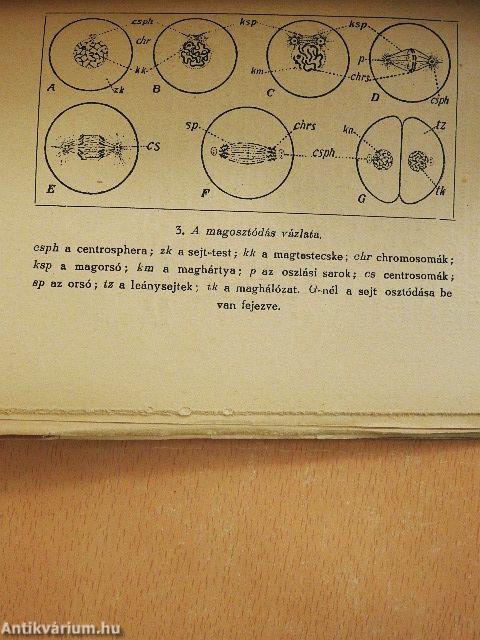 csph
ksp
ksp
chr
p
kk
km
chrs
A
zk
B
C
D
csph
sp
chrs
kn
tz
cs
csph
E
F
G
tk
3. A magosztódás vázlata.
csph a centrosphera; zk a sejt-test; kk a magtestecske; chr chromosomák;
ksp a magorsó; km a maghártya; p az oszlási sarok; cs centrosomák;
sp az orsó; tz a leánysejtek; tk a maghálózat. G-nél a sejt osztódása be
van fejezve.
Antikvárium.hu